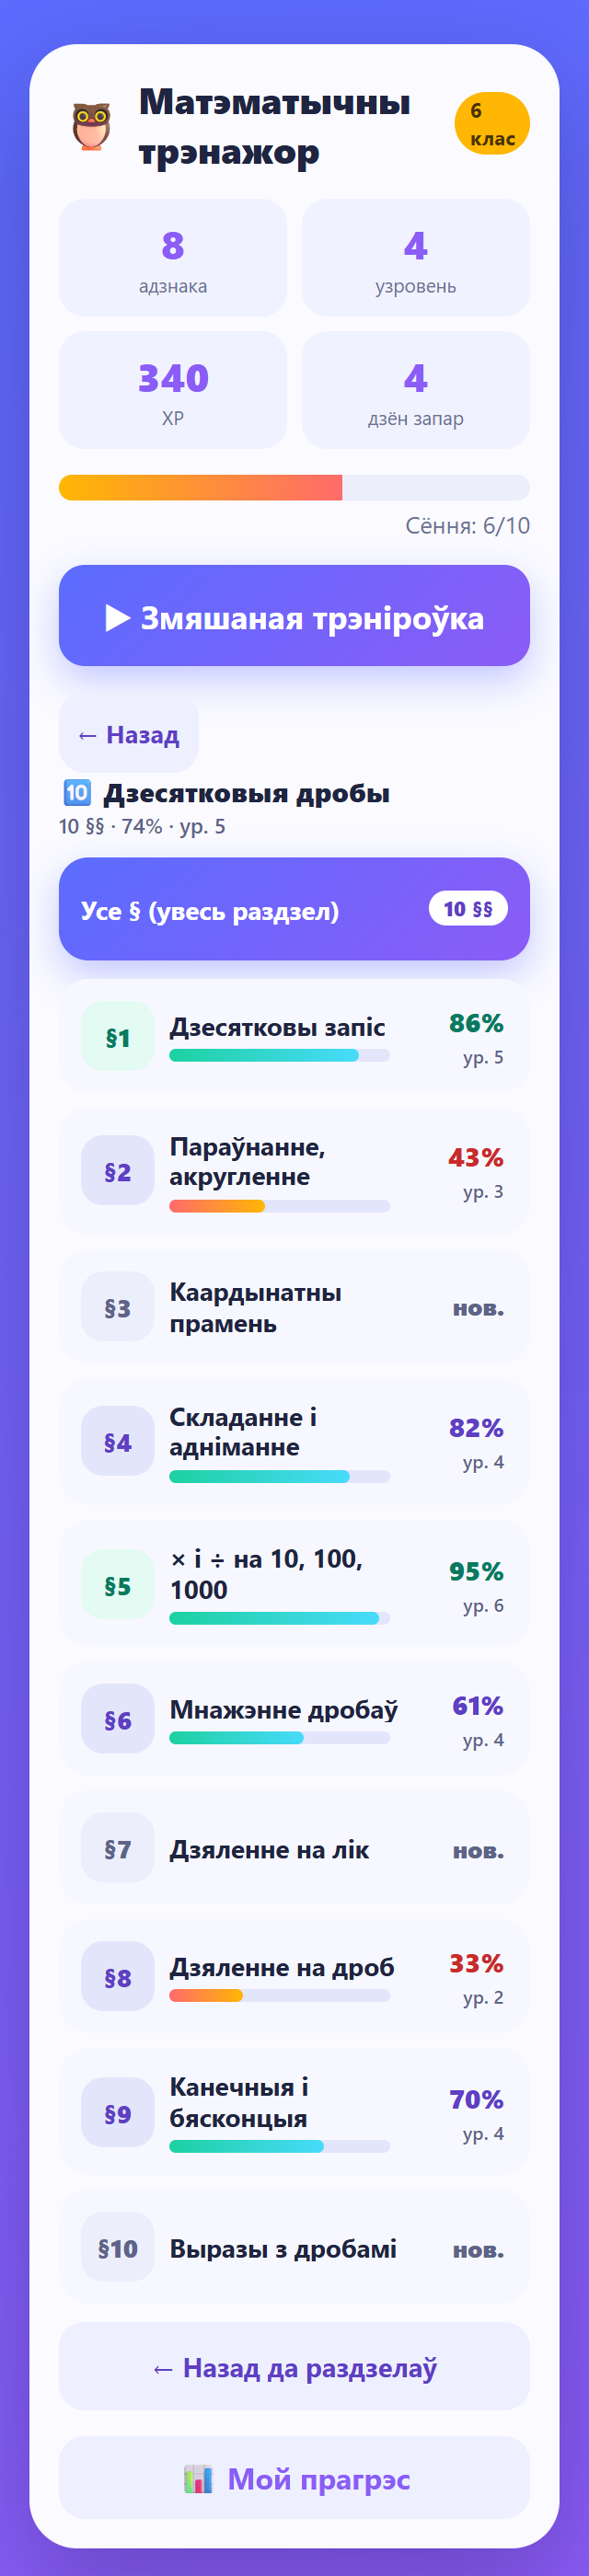 Матэматычны
трэнажор
6
клас
8
адзнака
4
узровень
340
XP
4
дзён запар
Сёння: 6/10
▶ Змяшаная трэніроўка
← Назад
🔟 Дзесятковыя дробы
10 §§ · 74% · ур. 5
Усе § (увесь раздзел)
10 §§
§1
Дзесятковы запіс
86%
ур. 5
§2
Параўнанне,
акругленне
43%
ур. 3
§3
Каардынатны
прамень
нов.
§4
Складанне і
адніманне
82%
ур. 4
§5
× і ÷ на 10, 100,
1000
95%
ур. 6
§6
Множэнне дробаў
61%
ур. 4
§7
Дзяленне на лік
нов.
§8
Дзяленне на дроб
33%
ур. 2
§9
Канечныя і
бясконцыя
70%
ур. 4
§10
Выразы з дробамі
нов.
← Назад да раздзелаў
Мой прагрэс